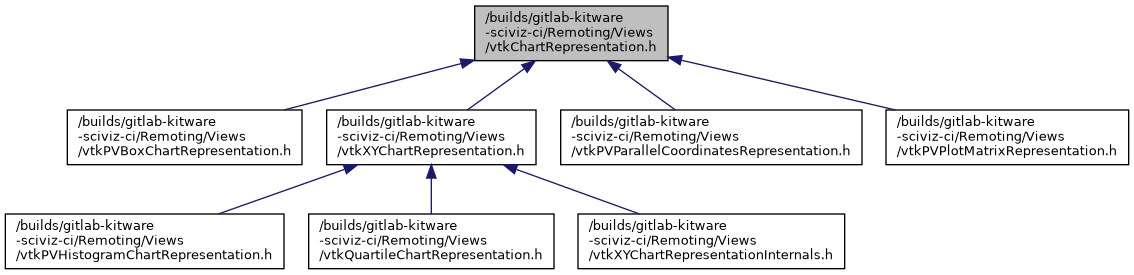 /builds/gitlab-kitware
-sciviz-ci/Remoting/Views
/vtkChartRepresentation.h
/builds/gitlab-kitware
-sciviz-ci/Remoting/Views
/vtkPVBoxChartRepresentation.h
/builds/gitlab-kitware
-sciviz-ci/Remoting/Views
/vtkXYChartRepresentation.h
/builds/gitlab-kitware
-sciviz-ci/Remoting/Views
/vtkPVParallelCoordinatesRepresentation.h
/builds/gitlab-kitware
-sciviz-ci/Remoting/Views
/vtkPVPlotMatrixRepresentation.h
/builds/gitlab-kitware
-sciviz-ci/Remoting/Views
/vtkPVHistogramChartRepresentation.h
/builds/gitlab-kitware
-sciviz-ci/Remoting/Views
/vtkQuartileChartRepresentation.h
/builds/gitlab-kitware
-sciviz-ci/Remoting/Views
/vtkXYChartRepresentationInternals.h